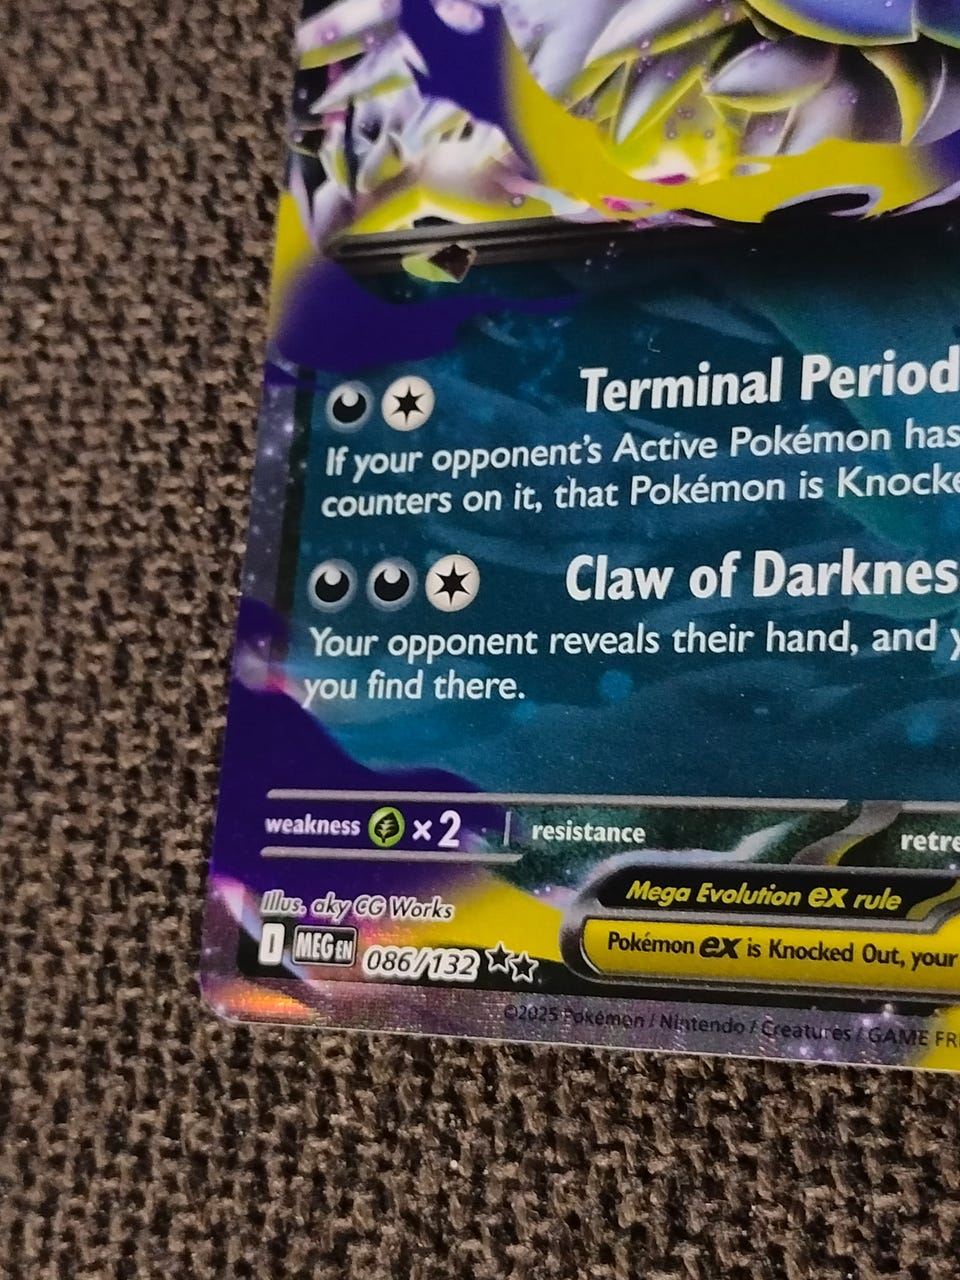 Terminal Period
If your opponent's Active Pokémon has
counters on it, that Pokémon is Knocke
Claw of Darknes
Your opponent reveals their hand, and y
you find there.
weakness ×2 resistance retre
Illus. aky CG Works
Mega Evolution ex rule
Pokémon ex is Knocked Out, your
I MEG EN 086/132
©2025 Pokémon / Nintendo / Creatures / GAME FR